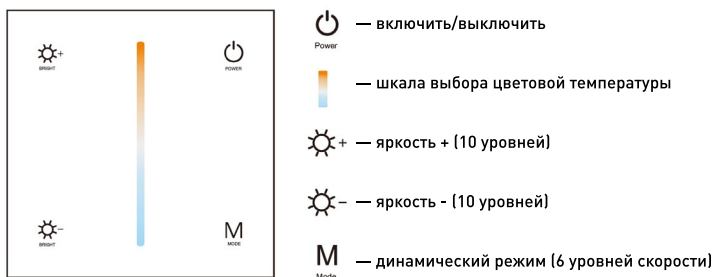 BRIGHT
POWER
BRIGHT
M
MODE
Power
— включить/выключить
— шкала выбора цветовой температуры
+ — яркость + (10 уровней)
− — яркость - (10 уровней)
M — динамический режим (6 уровней скорости)
Mode